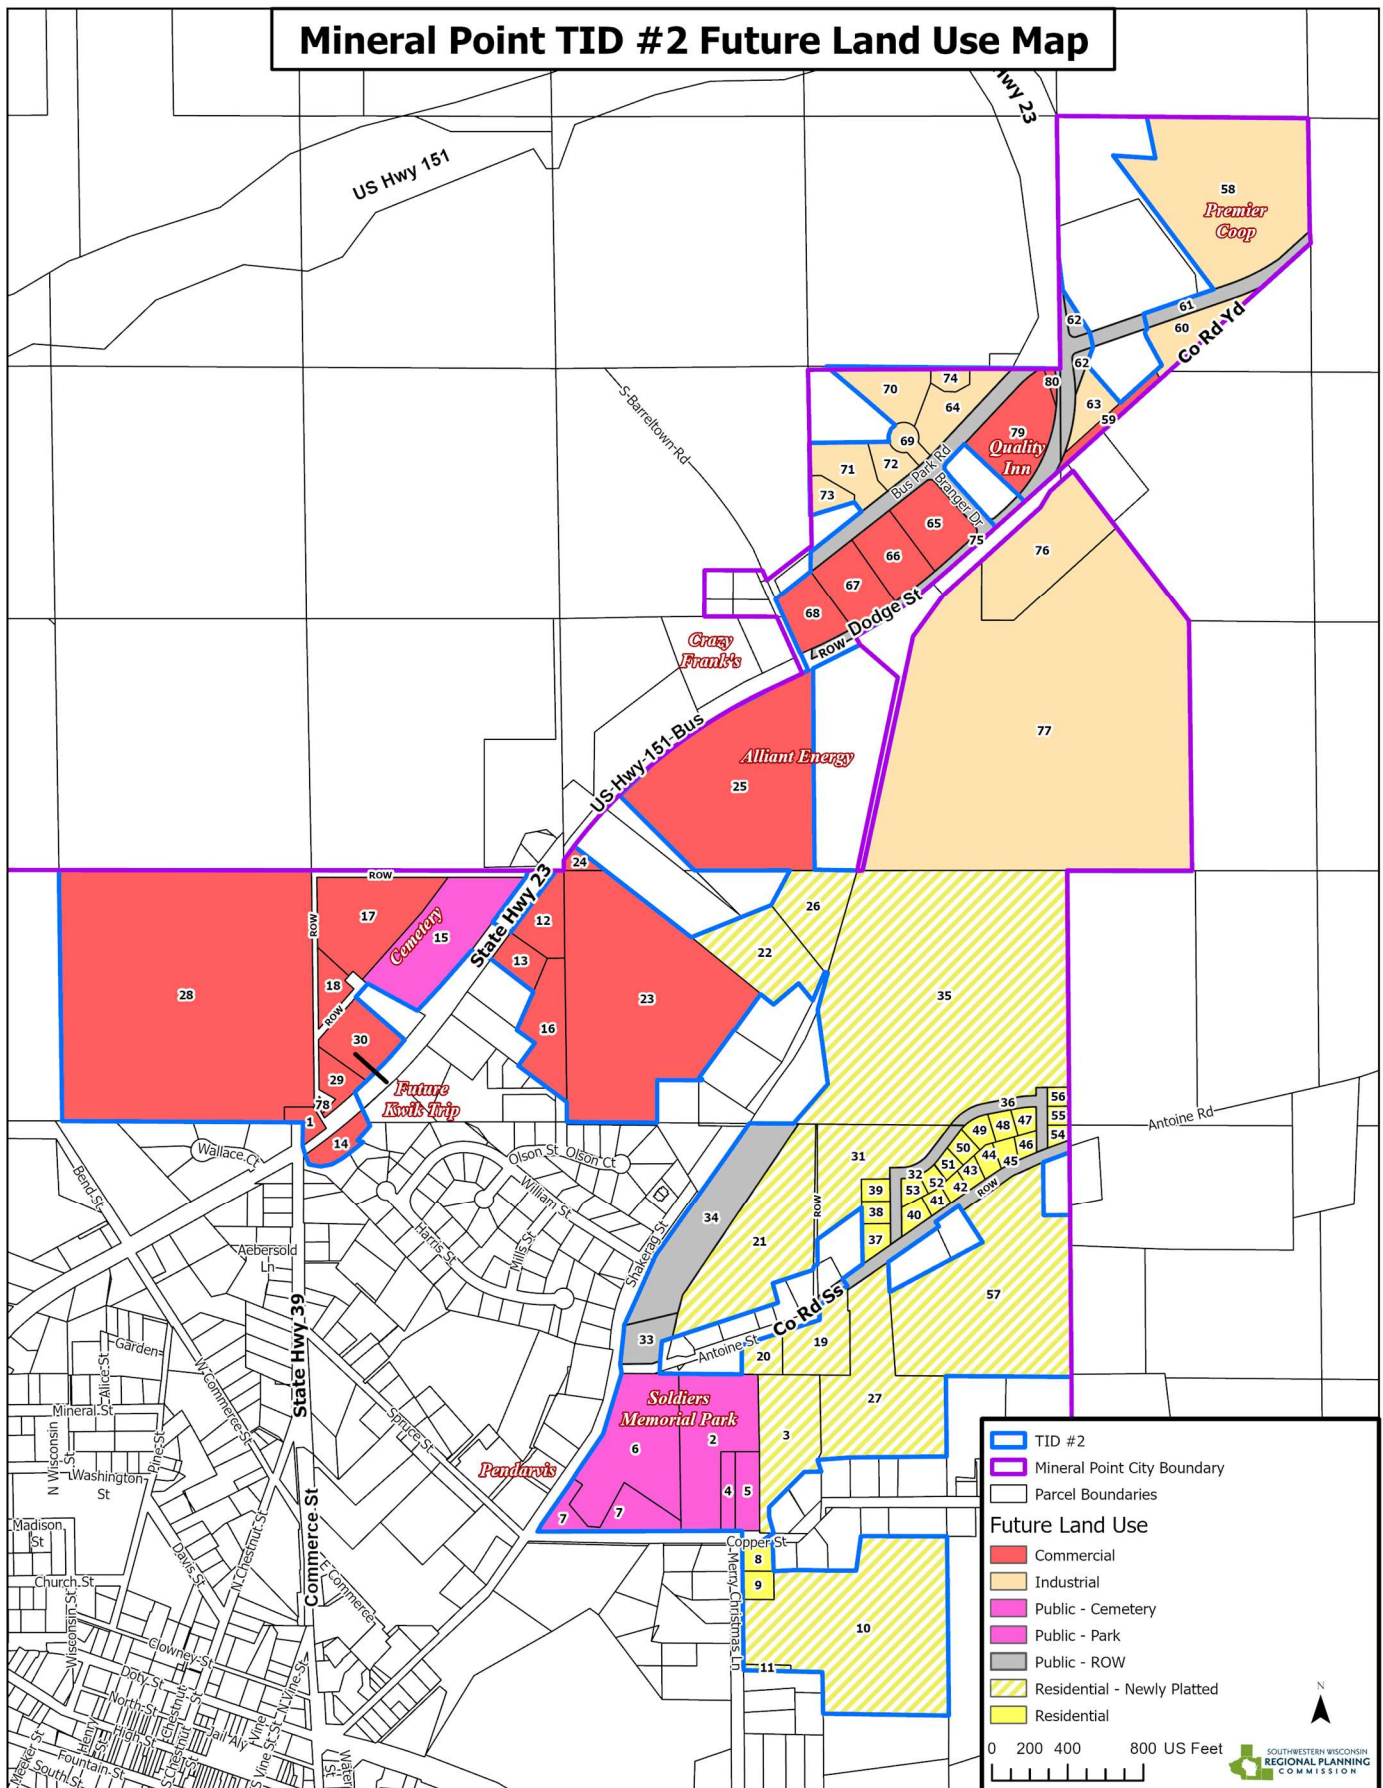 Mineral Point TID #2 Future Land Use Map
Hwy 23
US Hwy 151
58
Premier
Coop
61
62
60
Co Rd Yd
62
74
80
70
64
63
59
S Barreltown Rd
69
79
Quality
Inn
72
71
Bus Park Rd
Branger Dr
73
65
75
76
66
67
68
Dodge St
ROW
Crazy
Frank's
US Hwy 151 Bus
77
Alliant Energy
25
24
ROW
State Hwy 23
26
17
12
ROW
Cemetery
15
22
13
18
28
23
35
ROW
16
30
29
Future
Kwik Trip
78
1
14
36
56
55
54
Antoine Rd
49
48
47
46
50
44
45
51
43
31
32
52
42
39
53
41
ROW
38
40
37
ROW
Wallace Ct
Olson St
Olson Ct
Bend St
William St
34
21
Harris St
Mills St
Shakerag St
Aebersold
Ln
57
State Hwy 39
Co Rd Ss
33
Antoine St
20
19
Garden
Alice St
W Commerce St
Soldiers
Memorial Park
27
Mineral St
Spruce St
6
2
3
N Wisconsin
St
Pine St
Pendarvis
Washington
St
4
5
7
7
Madison
St
Davis St
N Chestnut St
Commerce St
E Commerce
Copper St
8
9
Church St
Wisconsin St
Merry Christmas Ln
10
11
Clowney St
Doty St
North St
High St
Henry
Chestnut St
S Chestnut St
Jail Aly
Vine
N Vine St
S Vine St
Fountain St
South St
Meeker St
Water
St
TID #2
Mineral Point City Boundary
Parcel Boundaries
Future Land Use
Commercial
Industrial
Public - Cemetery
Public - Park
Public - ROW
Residential - Newly Platted
Residential
N
0 200 400 800 US Feet
SOUTHWESTERN WISCONSIN
REGIONAL PLANNING
COMMISSION